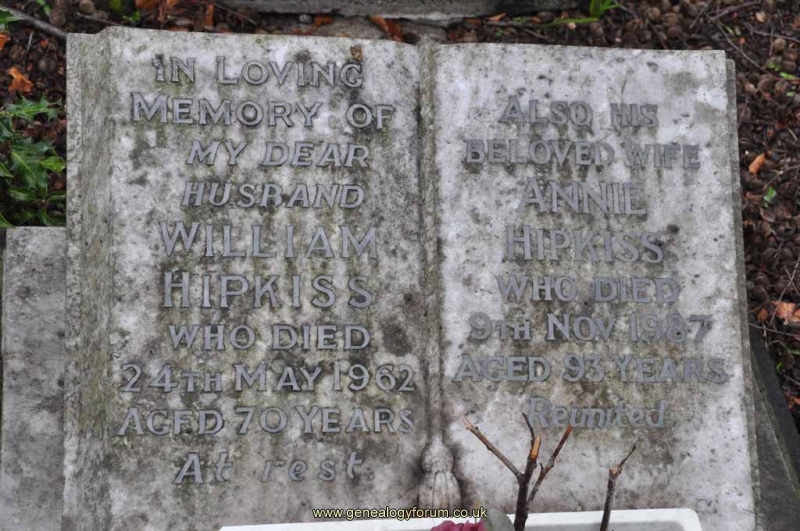 IN LOVING
MEMORY OF
MY DEAR
HUSBAND
WILLIAM
HIPKISS
WHO DIED
24TH MAY 1962
AGED 70 YEARS
At rest
ALSO HIS
BELOVED WIFE
ANNIE
HIPKISS
WHO DIED
9TH NOV 1987
AGED 93 YEARS
Reunited
www.genealogyforum.co.uk